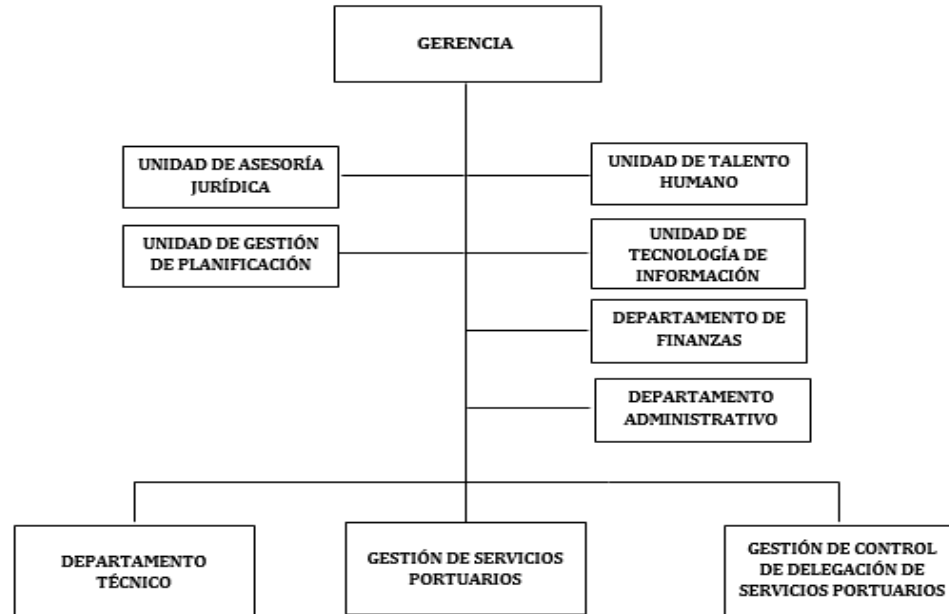 GERENCIA
UNIDAD DE ASESORÍA
JURÍDICA
UNIDAD DE TALENTO
HUMANO
UNIDAD DE GESTIÓN
DE PLANIFICACIÓN
UNIDAD DE
TECNOLOGÍA DE
INFORMACIÓN
DEPARTAMENTO DE
FINANZAS
DEPARTAMENTO
ADMINISTRATIVO
DEPARTAMENTO
TÉCNICO
GESTIÓN DE SERVICIOS
PORTUARIOS
GESTIÓN DE CONTROL
DE DELEGACIÓN DE
SERVICIOS PORTUARIOS